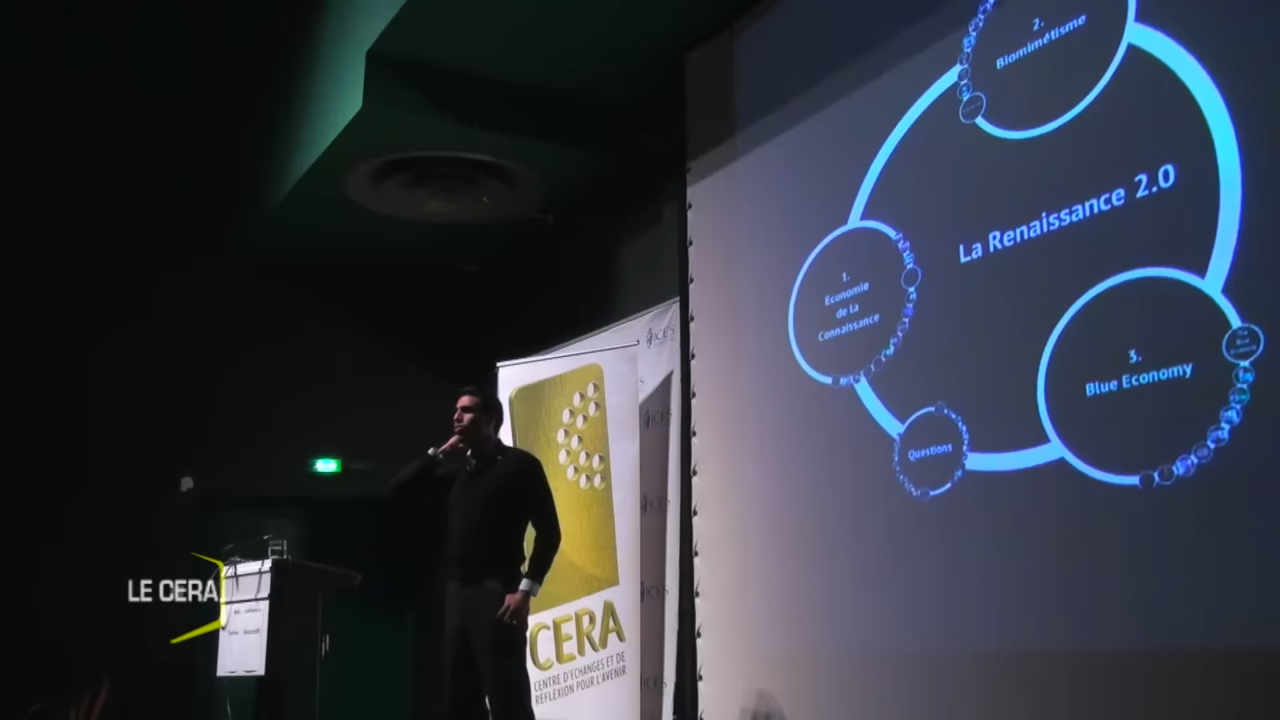 2.
Biomimétisme
La Renaissance 2.0
1.
Economie
de la
Connaissance
3.
Blue Economy
Questions
ICES
CERA
CENTRE D'ECHANGES ET DE
REFLEXION POUR L'AVENIR
LE CERA